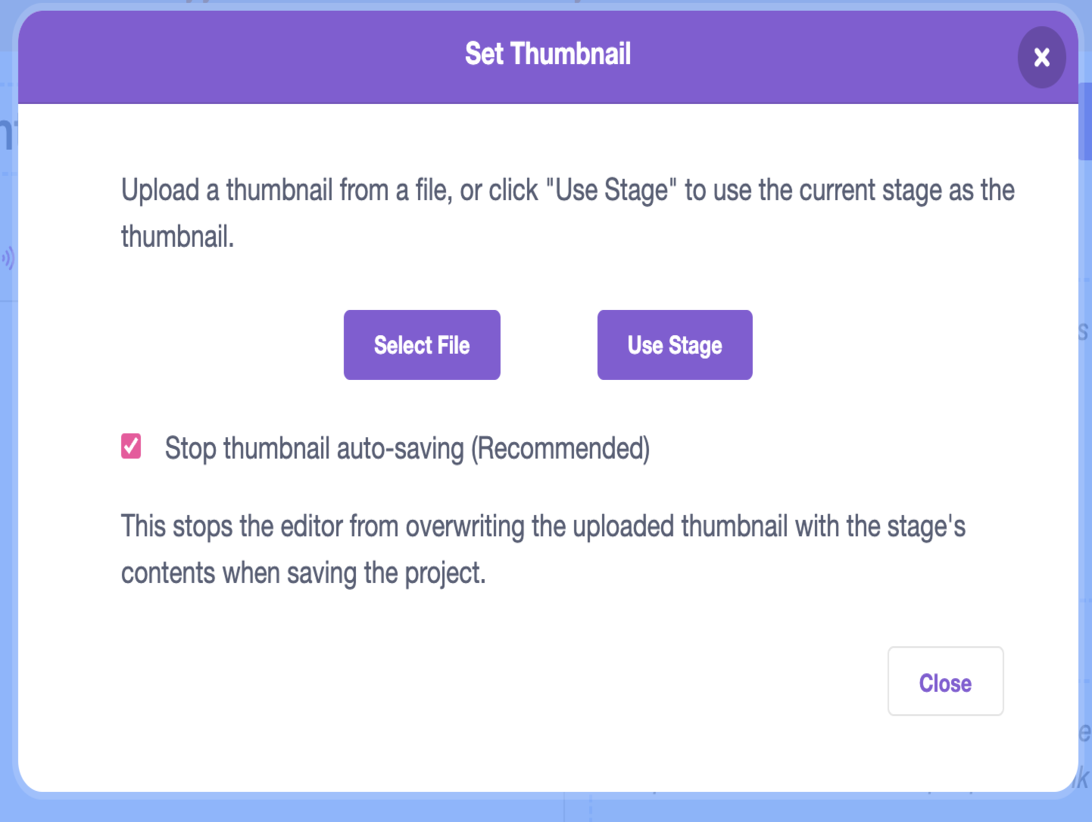 Set Thumbnail
Upload a thumbnail from a file, or click "Use Stage" to use the current stage as the
thumbnail.
Select File
Use Stage
Stop thumbnail auto-saving (Recommended)
This stops the editor from overwriting the uploaded thumbnail with the stage's
contents when saving the project.
Close